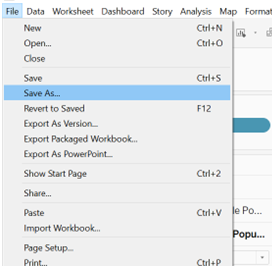 File Data Worksheet Dashboard Story Analysis Map Format
New Ctrl+N
Open... Ctrl+O
Close
Save Ctrl+S
Save As...
Revert to Saved F12
Export As Version...
Export Packaged Workbook...
Export As PowerPoint...
Show Start Page Ctrl+2
Share...
Paste Ctrl+V
le Po...
Import Workbook...
Popu...
Page Setup...
Print... Ctrl+P